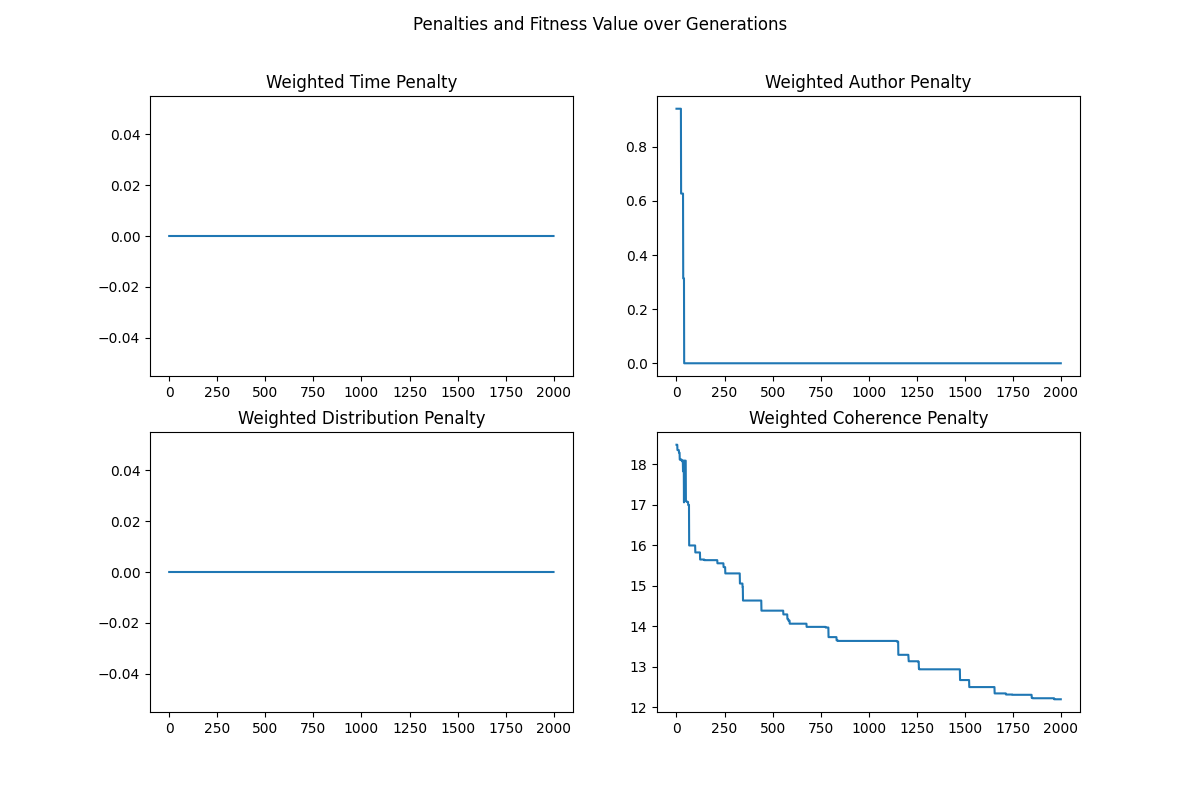 Penalties and Fitness Value over Generations
Weighted Time Penalty
0.04
0.02
0.00
−0.02
−0.04
0 250 500 750 1000 1250 1500 1750 2000
Weighted Author Penalty
0.8
0.6
0.4
0.2
0.0
0 250 500 750 1000 1250 1500 1750 2000
Weighted Distribution Penalty
0.04
0.02
0.00
−0.02
−0.04
0 250 500 750 1000 1250 1500 1750 2000
Weighted Coherence Penalty
18
17
16
15
14
13
12
0 250 500 750 1000 1250 1500 1750 2000